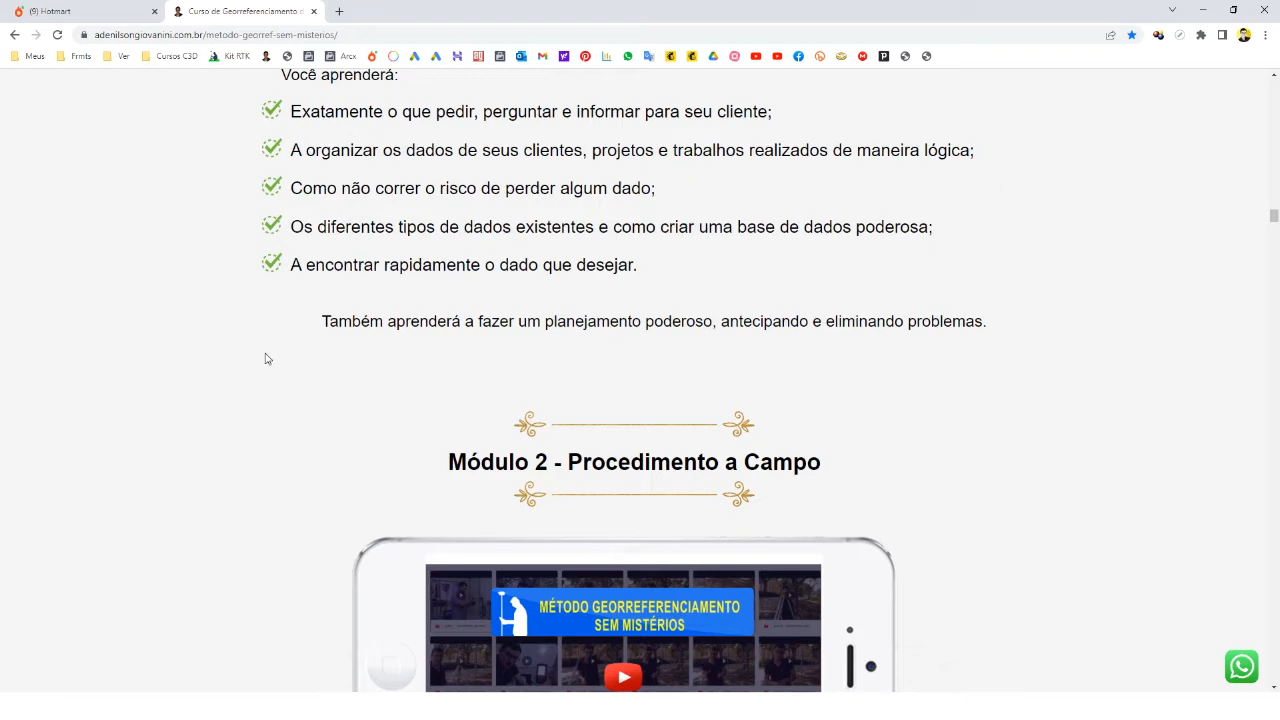 (9) Hotmart
Curso de Georreferenciamento d
adenilsongiovanini.com.br/metodo-georref-sem-misterios/
Meus
Frmts
Ver
Cursos C3D
Kit RTK
Arcx
Você aprenderá:
Exatamente o que pedir, perguntar e informar para seu cliente;
A organizar os dados de seus clientes, projetos e trabalhos realizados de maneira lógica;
Como não correr o risco de perder algum dado;
Os diferentes tipos de dados existentes e como criar uma base de dados poderosa;
A encontrar rapidamente o dado que desejar.
Também aprenderá a fazer um planejamento poderoso, antecipando e eliminando problemas.
Módulo 2 - Procedimento a Campo
MÉTODO GEORREFERENCIAMENTO
SEM MISTÉRIOS